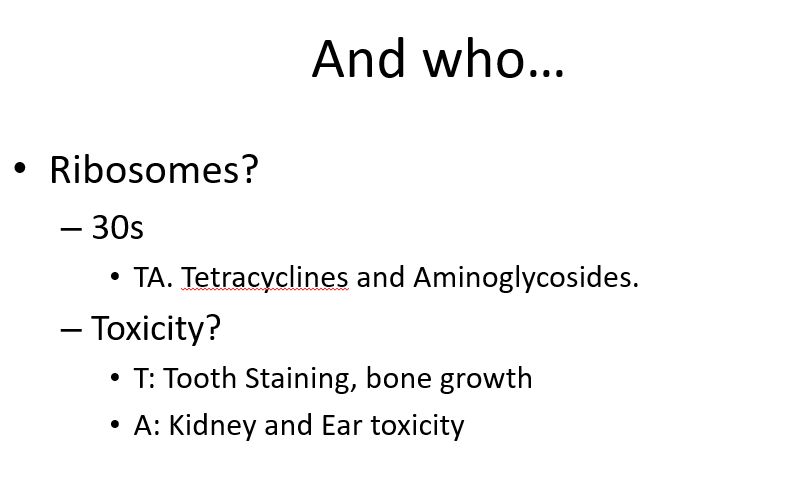 And who…
• Ribosomes?
– 30s
• TA. Tetracyclines and Aminoglycosides.
– Toxicity?
• T: Tooth Staining, bone growth
• A: Kidney and Ear toxicity